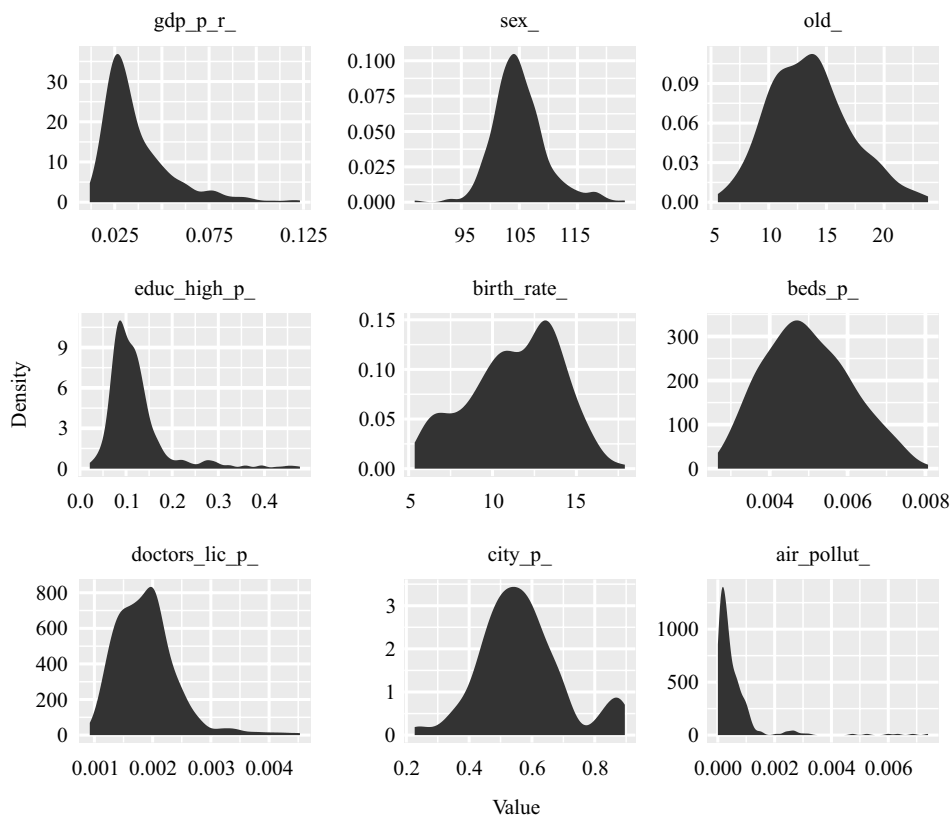 gdp_p_r_ sex_ old_
30 0.100 0.09
20 0.075 0.06
10 0.050 0.03
0 0.025 0.00
0.000
0.025 0.075 0.125 95 105 115 5 10 15 20
educ_high_p_ birth_rate_ beds_p_
9 0.15 300
6 0.10 200
3 0.05 100
0 0.00 0
0.0 0.1 0.2 0.3 0.4 5 10 15 0.004 0.006 0.008
Density
doctors_lic_p_ city_p_ air_pollut_
800 3 1000
600 2 500
400 1 0
200 0
0
0.001 0.002 0.003 0.004 0.2 0.4 0.6 0.8 0.000 0.002 0.004 0.006
Value